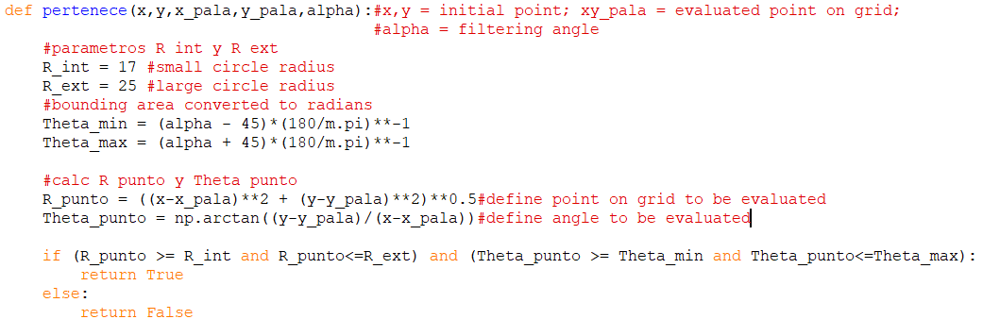 def pertenece(x,y,x_pala,y_pala,alpha):#x,y = initial point; xy_pala = evaluated point on grid;
#alpha = filtering angle
#parametros R int y R ext
R_int = 17 #small circle radius
R_ext = 25 #large circle radius
#bounding area converted to radians
Theta_min = (alpha - 45)*(180/m.pi)**-1
Theta_max = (alpha + 45)*(180/m.pi)**-1
#calc R punto y Theta punto
R_punto = ((x-x_pala)**2 + (y-y_pala)**2)**0.5#define point on grid to be evaluated
Theta_punto = np.arctan((y-y_pala)/(x-x_pala))#define angle to be evaluated
if (R_punto >= R_int and R_punto<=R_ext) and (Theta_punto >= Theta_min and Theta_punto<=Theta_max):
return True
else:
return False